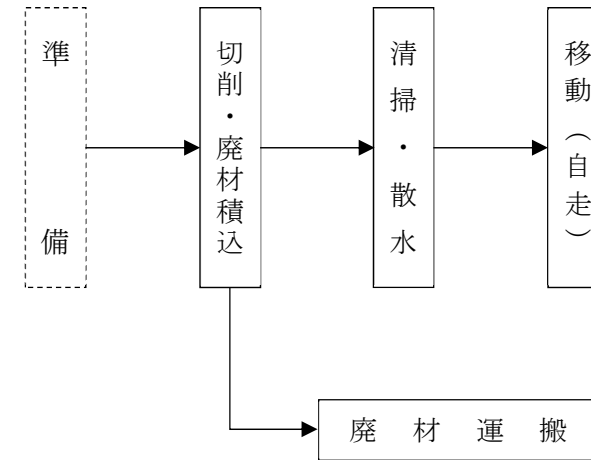 準備
切削・廃材積込
清掃・散水
移動（自走）
廃材運搬